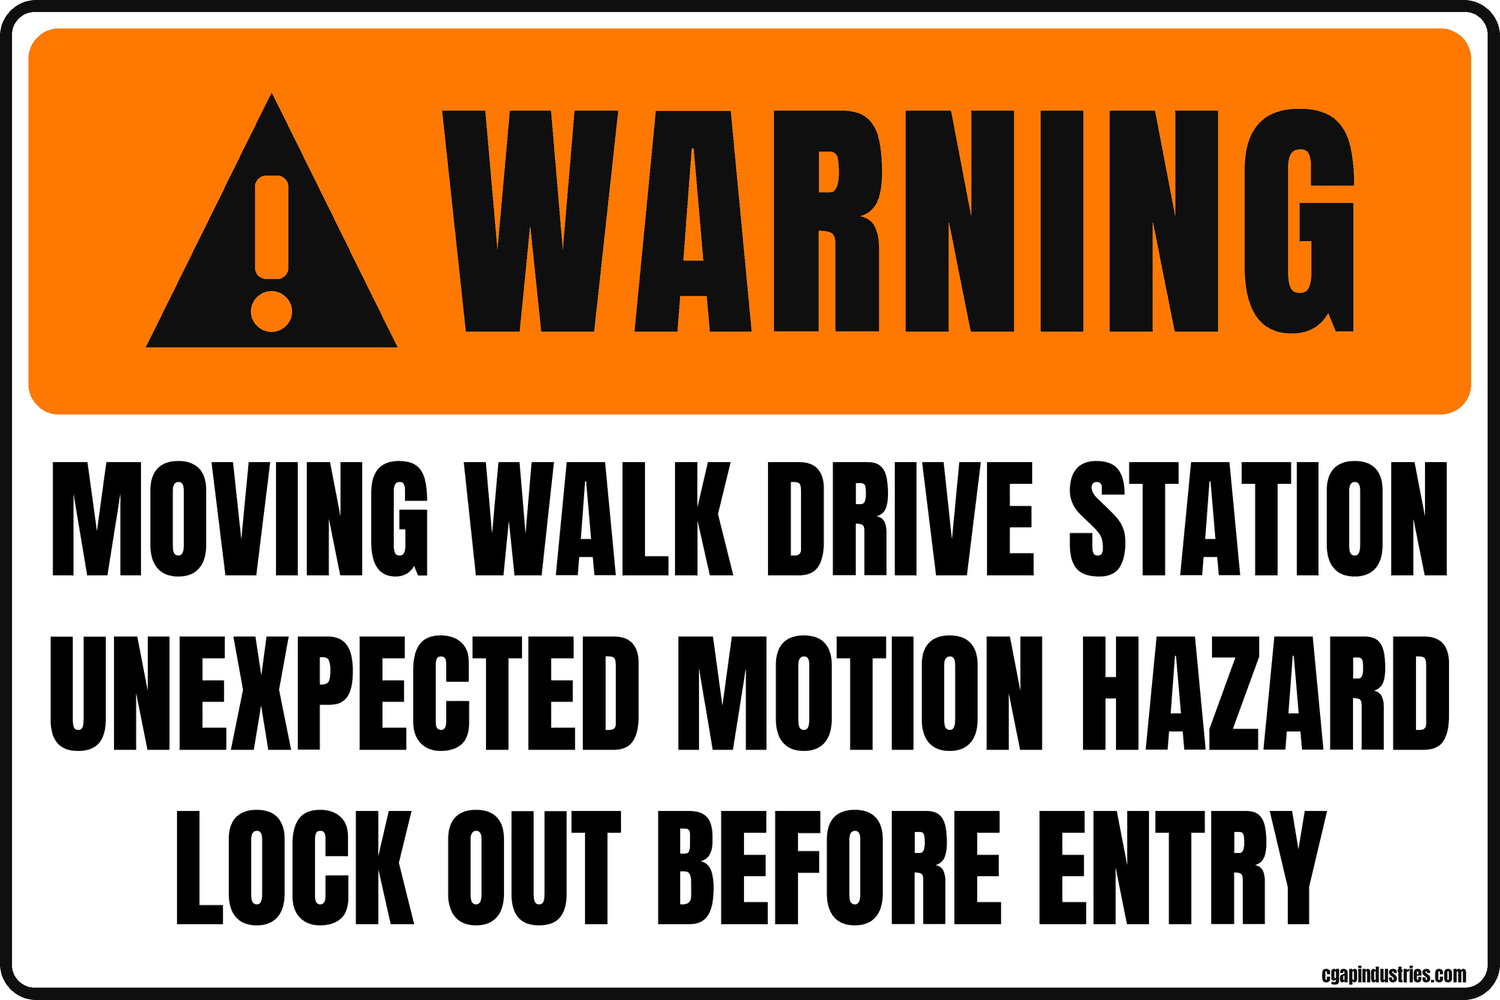 WARNING
MOVING WALK DRIVE STATION
UNEXPECTED MOTION HAZARD
LOCK OUT BEFORE ENTRY
cgapindustries.com